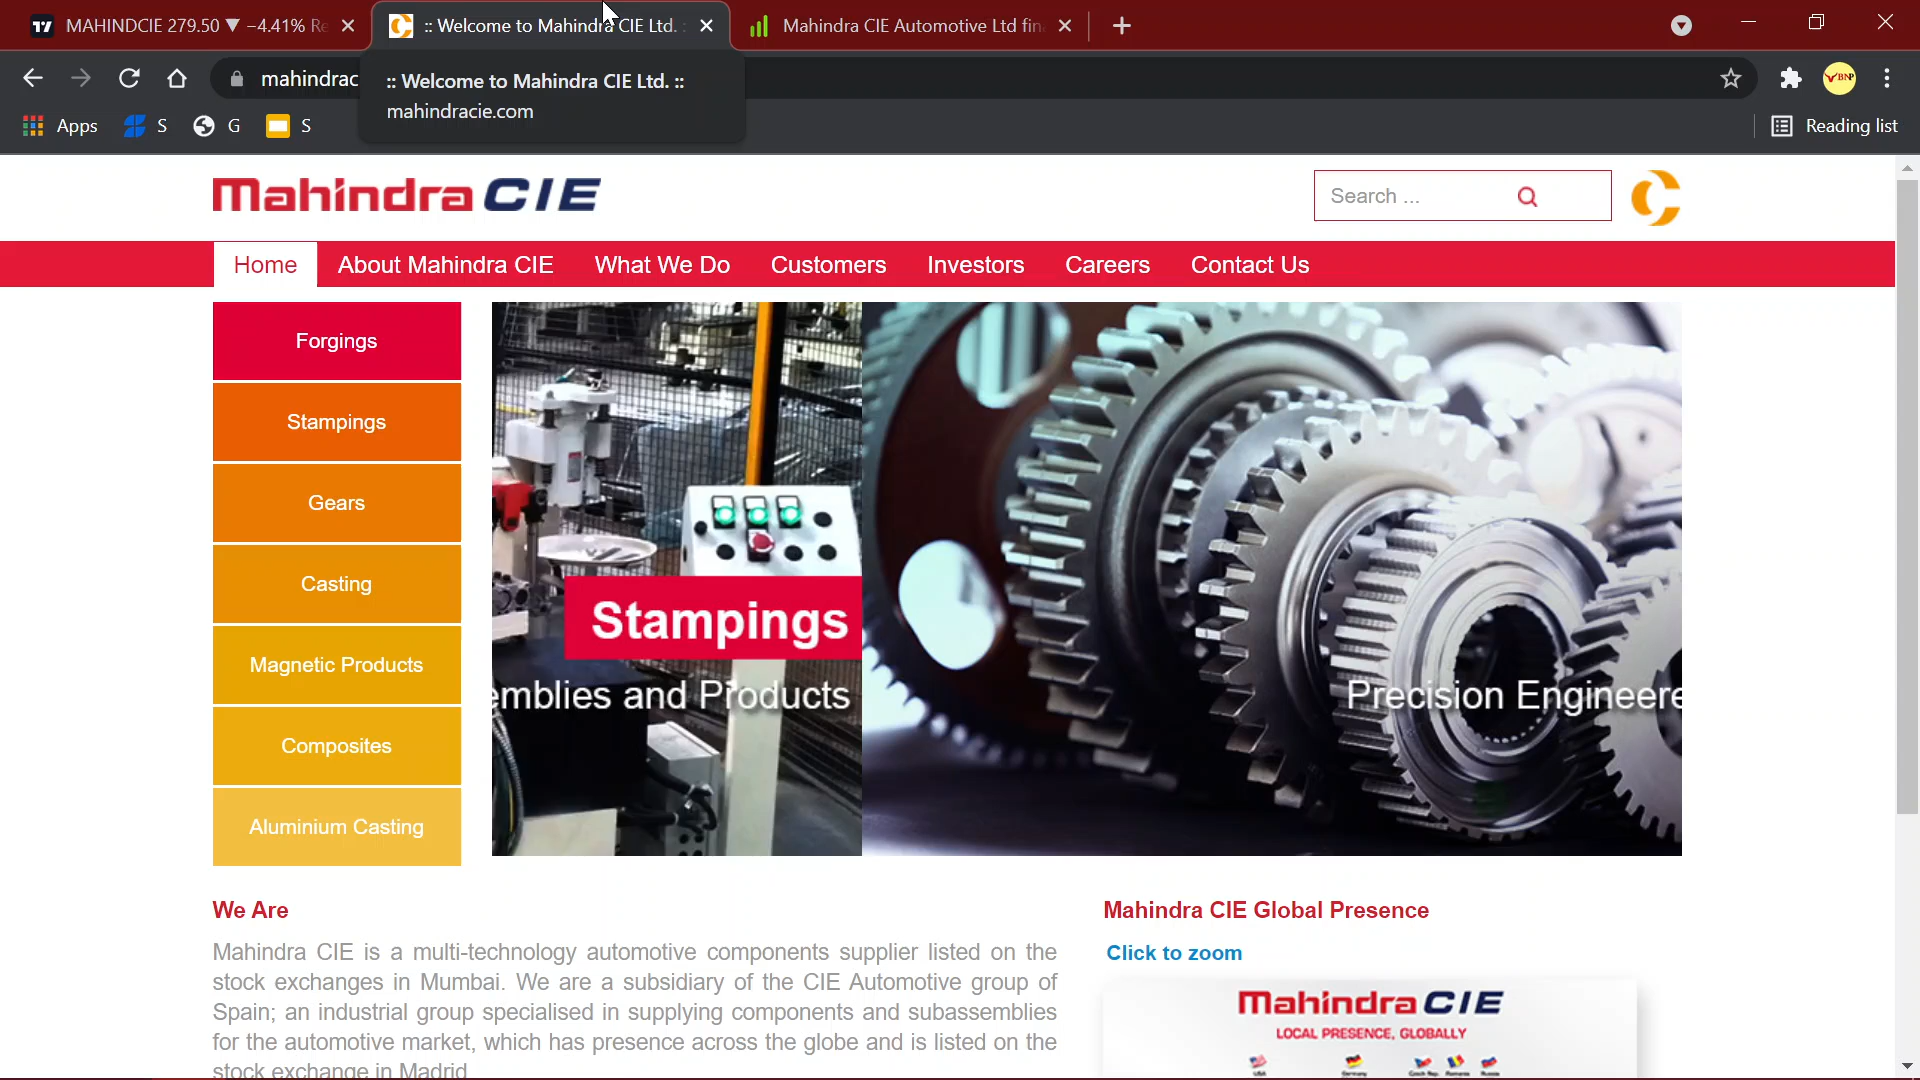 MAHINDCIE 279.50 ▼ −4.41%
:: Welcome to Mahindra CIE Ltd. :
Mahindra CIE Automotive Ltd fin
mahindrac
:: Welcome to Mahindra CIE Ltd. ::
mahindracie.com
Apps
S
G
S
Reading list
Mahindra CIE
Search ...
Home
About Mahindra CIE
What We Do
Customers
Investors
Careers
Contact Us
Forgings
Stampings
Gears
Casting
Magnetic Products
Composites
Aluminium Casting
Stampings
emblies and Products
Precision Engineere
We Are
Mahindra CIE is a multi-technology automotive components supplier listed on the
stock exchanges in Mumbai. We are a subsidiary of the CIE Automotive group of
Spain; an industrial group specialised in supplying components and subassemblies
for the automotive market, which has presence across the globe and is listed on the
stock exchange in Madrid
Mahindra CIE Global Presence
Click to zoom
Mahindra CIE
LOCAL PRESENCE, GLOBALLY